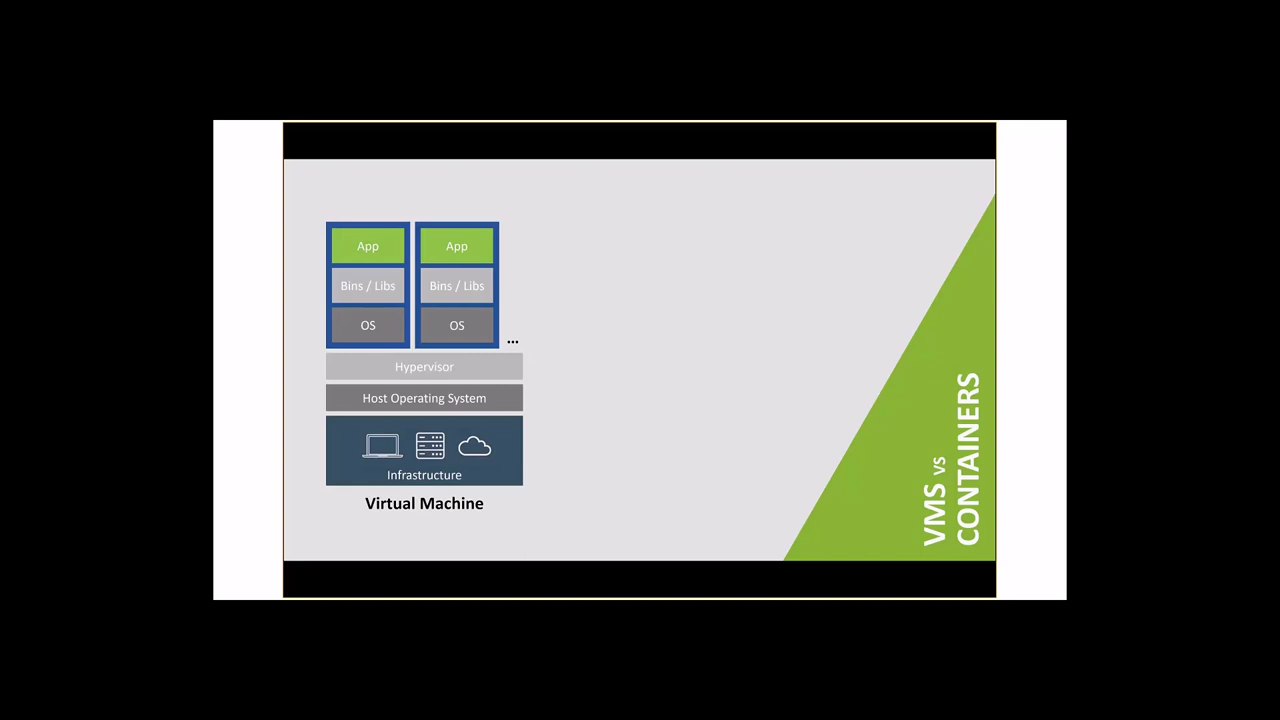 App App
Bins / Libs Bins / Libs
OS OS
...
Hypervisor
Host Operating System
Infrastructure
Virtual Machine
VMS vs
CONTAINERS